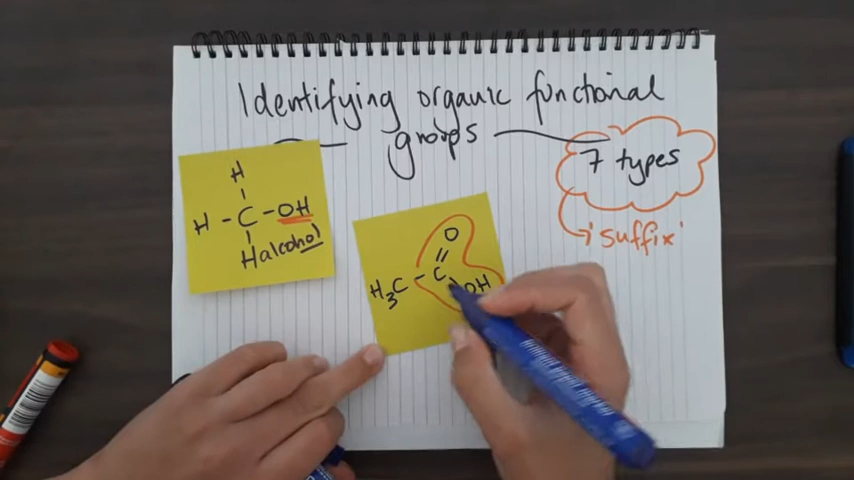 Identifying organic functional
groups
7 types
'suffix'
H
H - C - OH
H alcohol
O
H3C - C
OH